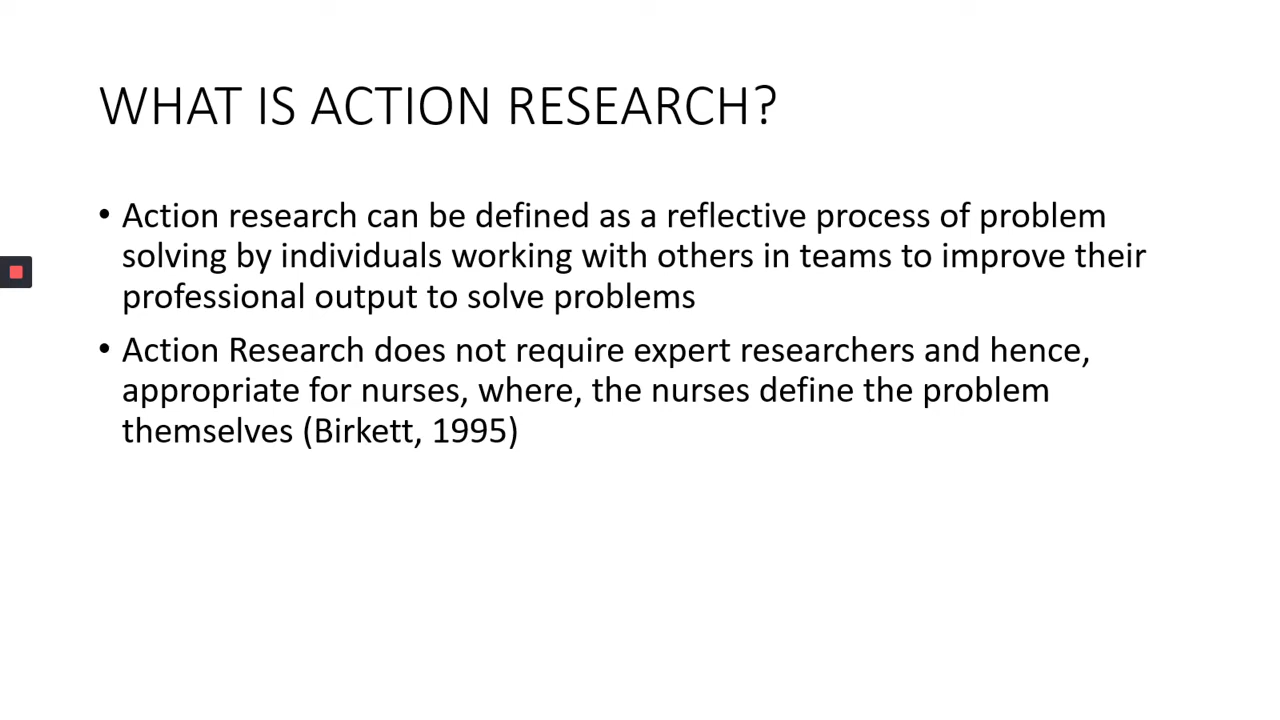 WHAT IS ACTION RESEARCH?
• Action research can be defined as a reflective process of problem
solving by individuals working with others in teams to improve their
professional output to solve problems
• Action Research does not require expert researchers and hence,
appropriate for nurses, where, the nurses define the problem
themselves (Birkett, 1995)